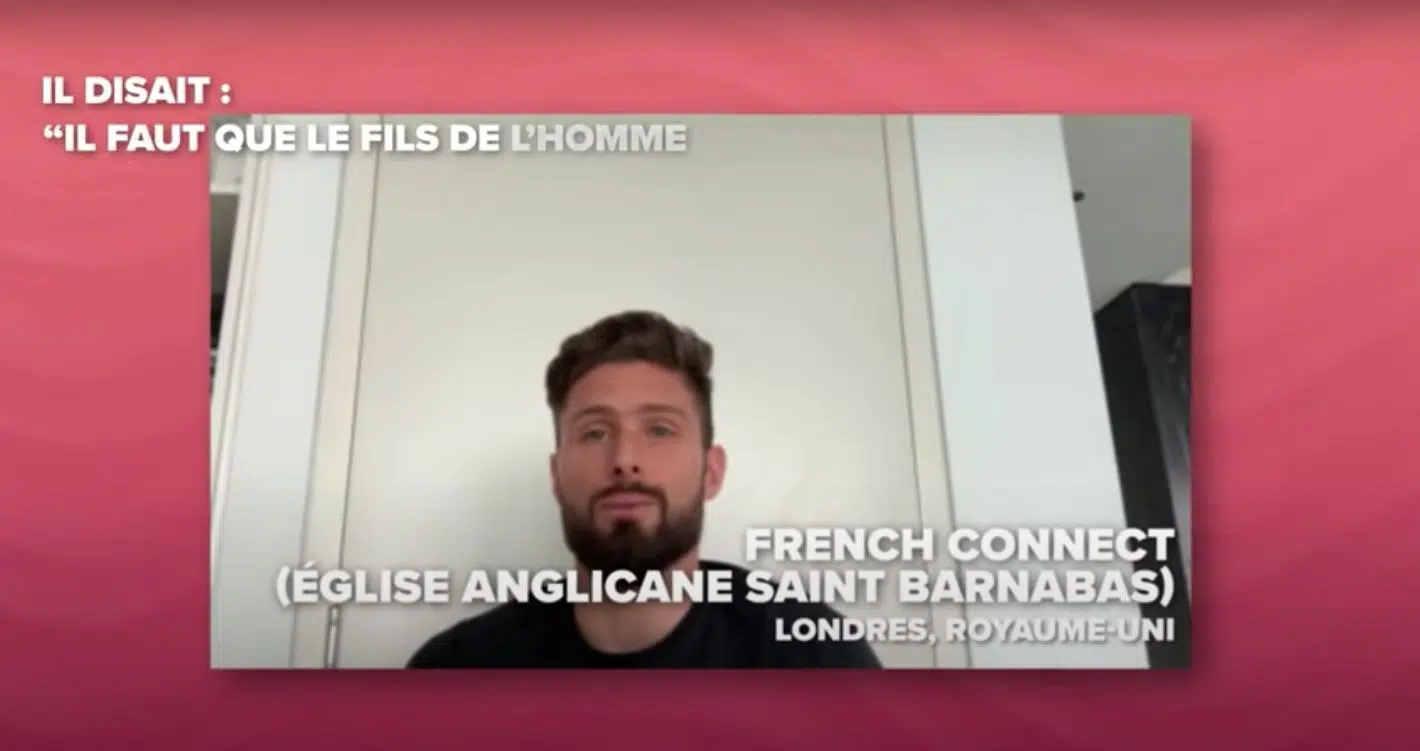 IL DISAIT :
“IL FAUT QUE LE FILS DE L’HOMME
FRENCH CONNECT
(ÉGLISE ANGLICANE SAINT BARNABAS)
LONDRES, ROYAUME-UNI